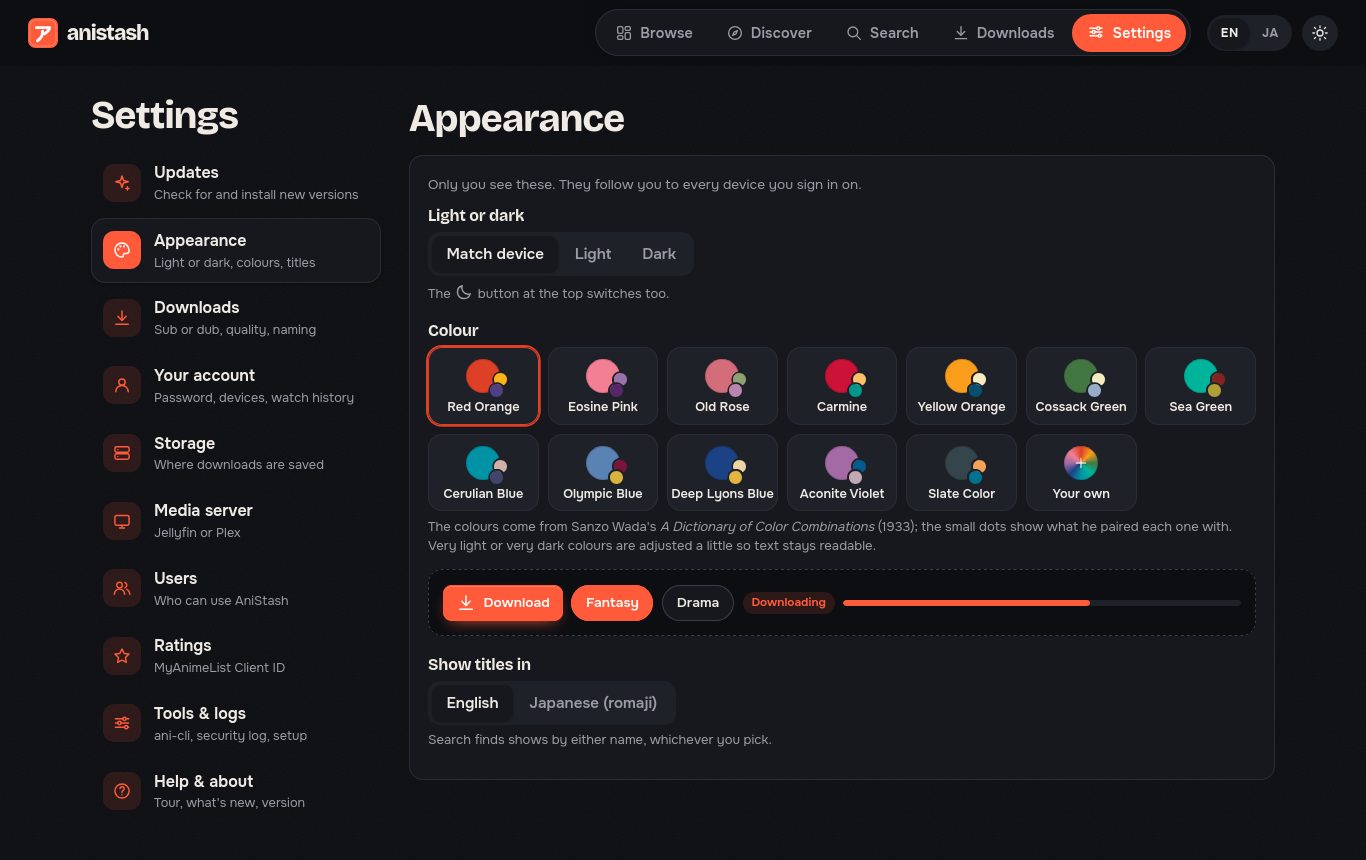 anistash
Browse
Discover
Search
Downloads
Settings
EN
JA
Settings
Updates
Check for and install new versions
Appearance
Light or dark, colours, titles
Downloads
Sub or dub, quality, naming
Your account
Password, devices, watch history
Storage
Where downloads are saved
Media server
Jellyfin or Plex
Users
Who can use AniStash
Ratings
MyAnimeList Client ID
Tools & logs
ani-cli, security log, setup
Help & about
Tour, what's new, version
Appearance
Only you see these. They follow you to every device you sign in on.
Light or dark
Match device
Light
Dark
The button at the top switches too.
Colour
Red Orange
Eosine Pink
Old Rose
Carmine
Yellow Orange
Cossack Green
Sea Green
Cerulian Blue
Olympic Blue
Deep Lyons Blue
Aconite Violet
Slate Color
Your own
The colours come from Sanzo Wada's A Dictionary of Color Combinations (1933); the small dots show what he paired each one with.
Very light or very dark colours are adjusted a little so text stays readable.
Download
Fantasy
Drama
Downloading
Show titles in
English
Japanese (romaji)
Search finds shows by either name, whichever you pick.